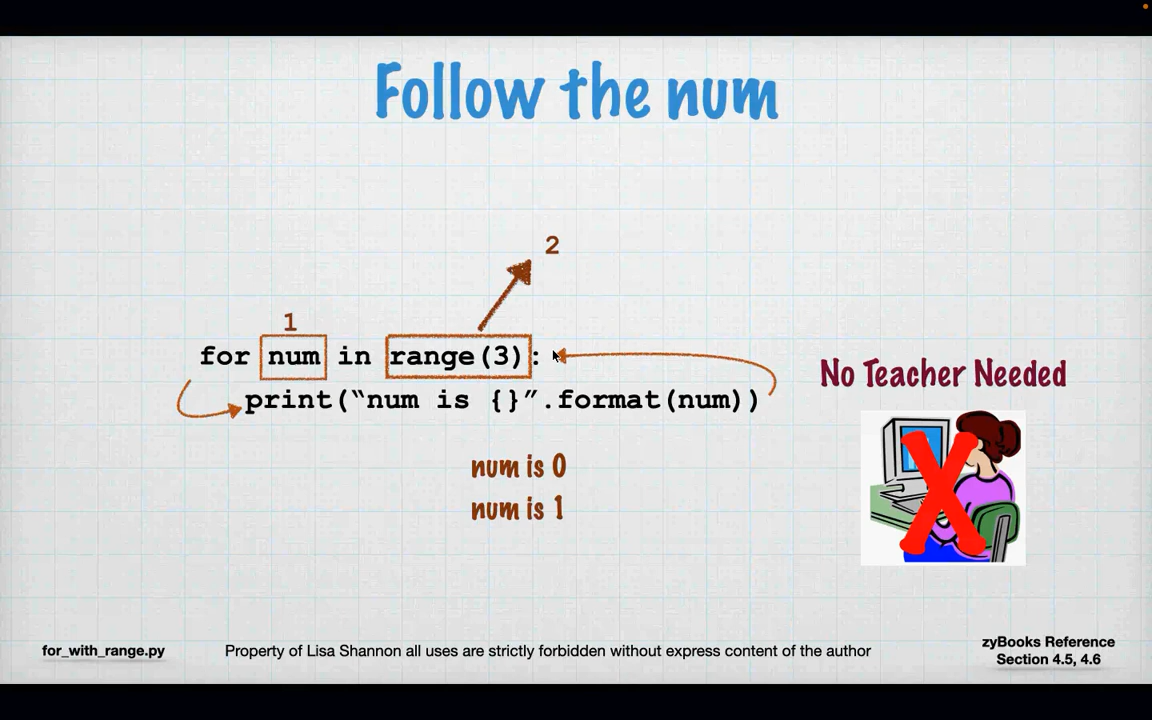 Follow the num
2
1
for num in range(3):
print(“num is {}”.format(num))
num is 0
num is 1
No Teacher Needed
for_with_range.py
Property of Lisa Shannon all uses are strictly forbidden without express content of the author
zyBooks Reference
Section 4.5, 4.6